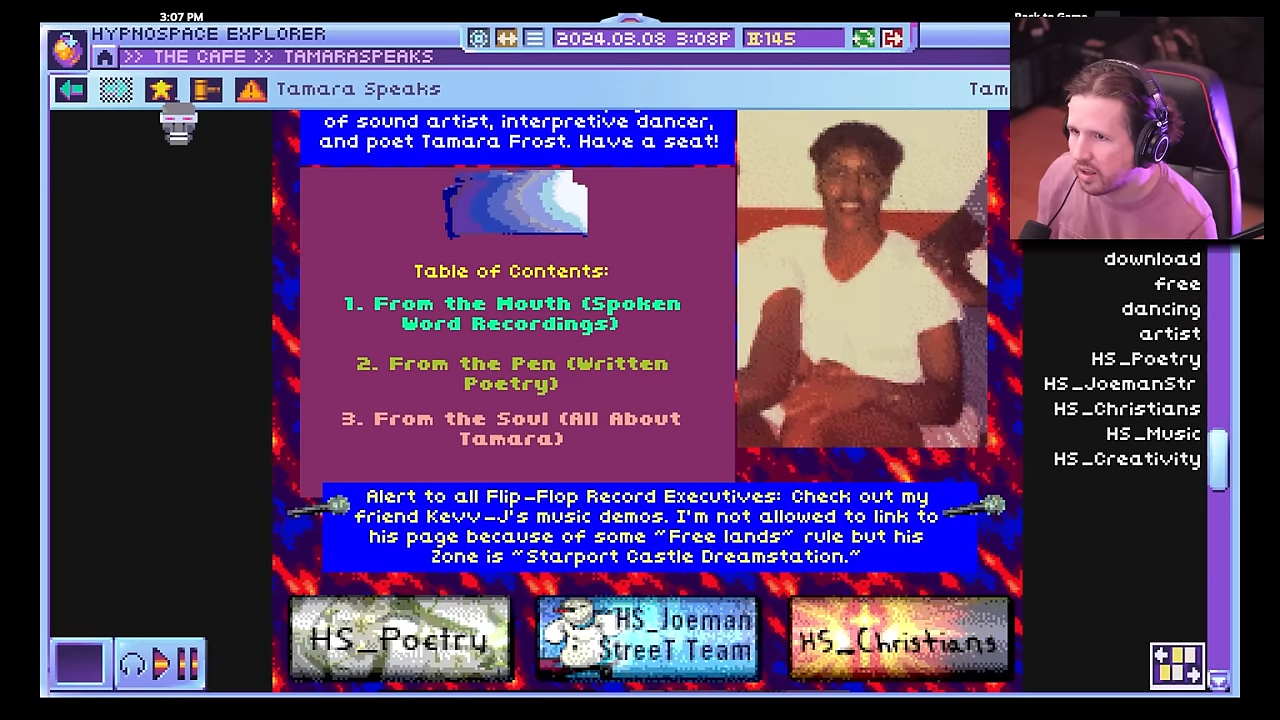 3:07 PM
Back to Game
HYPNOSPACE EXPLORER
2024.03.08 3:08P
145
>> THE CAFE >> TAMARASPEAKS
Tamara Speaks
Tam
of sound artist, interpretive dancer,
and poet Tamara Frost. Have a seat!
Table of Contents:
1. From the Mouth (Spoken
Word Recordings)
2. From the Pen (Written
Poetry)
3. From the Soul (All About
Tamara)
Alert to all Flip-Flop Record Executives: Check out my
friend Kevv-J's music demos. I'm not allowed to link to
his page because of some "Free lands" rule but his
Zone is "Starport Castle Dreamstation."
HS_Poetry
HS_Joeman
StreeT Team
HS_Christians
download
free
dancing
artist
HS_Poetry
HS_JoemanStr
HS_Christians
HS_Music
HS_Creativity